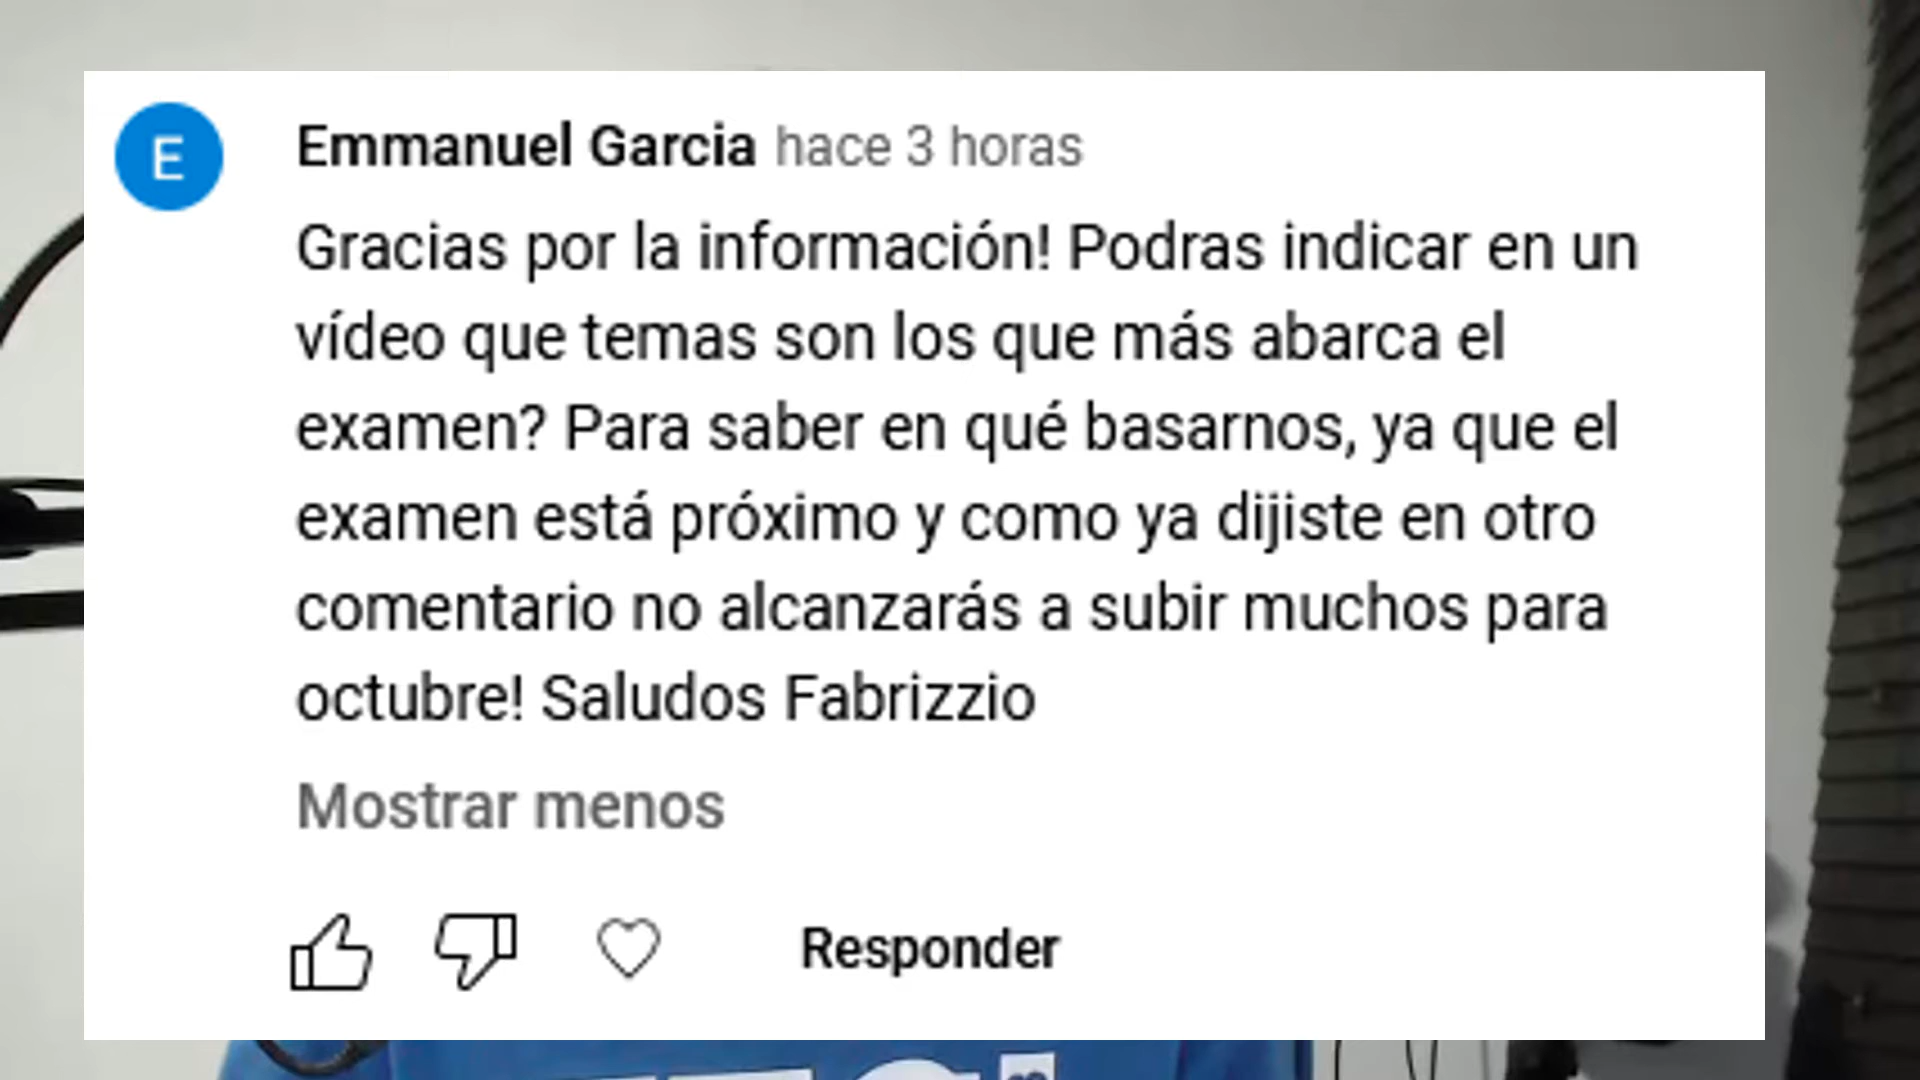 E
Emmanuel Garcia hace 3 horas
Gracias por la información! Podras indicar en un
vídeo que temas son los que más abarca el
examen? Para saber en qué basarnos, ya que el
examen está próximo y como ya dijiste en otro
comentario no alcanzarás a subir muchos para
octubre! Saludos Fabrizzio
Mostrar menos
Responder